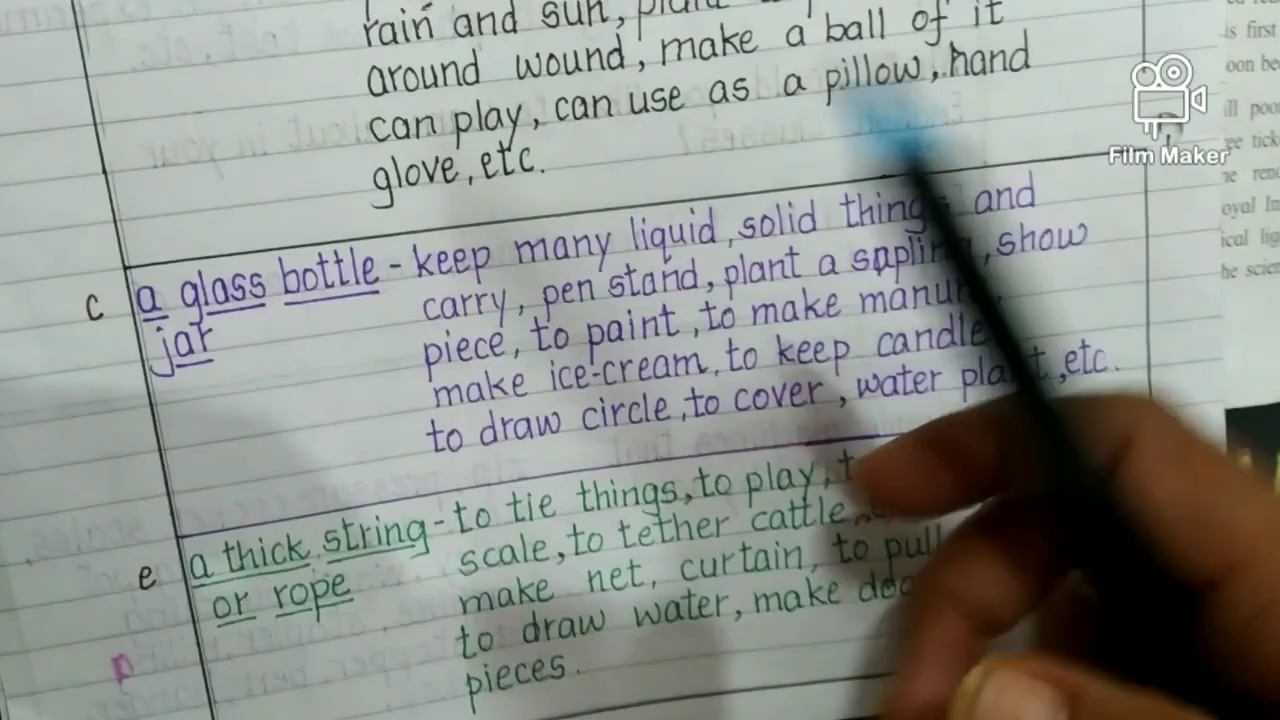 rain and sun,
around wound, make a ball of it
can play, can use as a pillow, hand
glove, etc.
c a glass bottle - keep many liquid, solid things and
jar carry, pen stand, plant a sapling, show
piece, to paint, to make manure,
make ice-cream, to keep candle
to draw circle, to cover, water plant, etc.
e a thick string - to tie things, to play,
or rope scale, to tether cattle
make net, curtain, to pull
to draw water, make
pieces.
Film Maker
is first